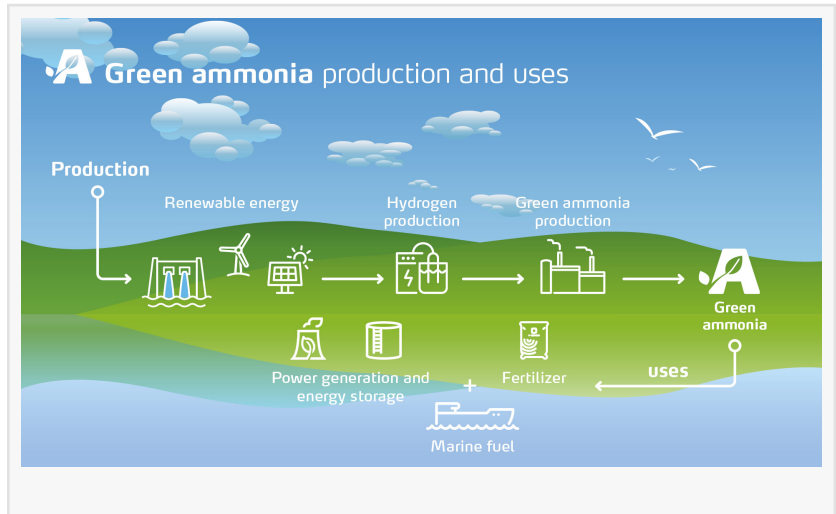 Green ammonia production and uses
Production
Renewable energy
Hydrogen
production
Green ammonia
production
Green
ammonia
Power generation and
energy storage
+
Fertilizer
uses
Marine fuel